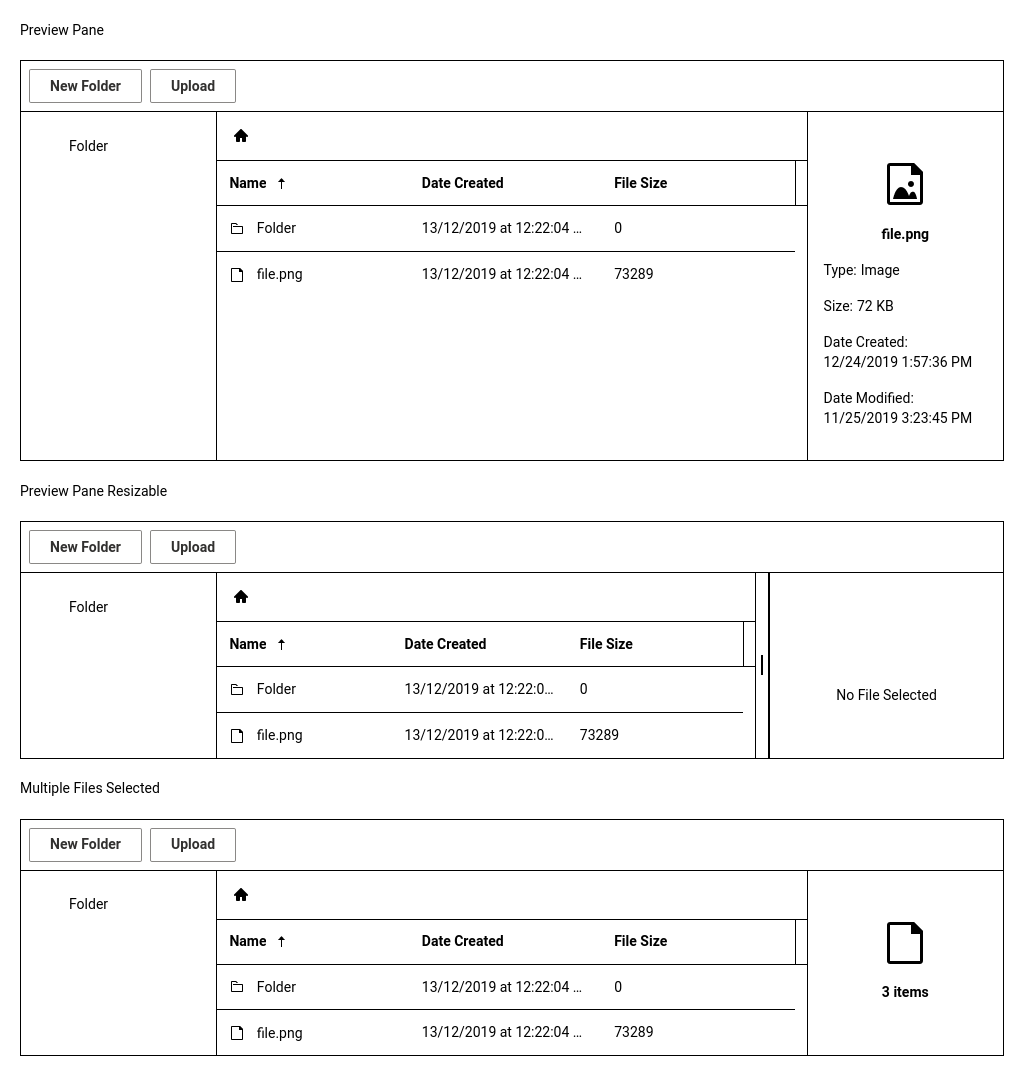 Preview Pane
New Folder Upload
Folder
Name Date Created File Size
Folder 13/12/2019 at 12:22:04 ... 0
file.png 13/12/2019 at 12:22:04 ... 73289
file.png
Type: Image
Size: 72 KB
Date Created:
12/24/2019 1:57:36 PM
Date Modified:
11/25/2019 3:23:45 PM
Preview Pane Resizable
New Folder Upload
Folder
Name Date Created File Size
Folder 13/12/2019 at 12:22:0... 0
file.png 13/12/2019 at 12:22:0... 73289
No File Selected
Multiple Files Selected
New Folder Upload
Folder
Name Date Created File Size
Folder 13/12/2019 at 12:22:04 ... 0
file.png 13/12/2019 at 12:22:04 ... 73289
3 items